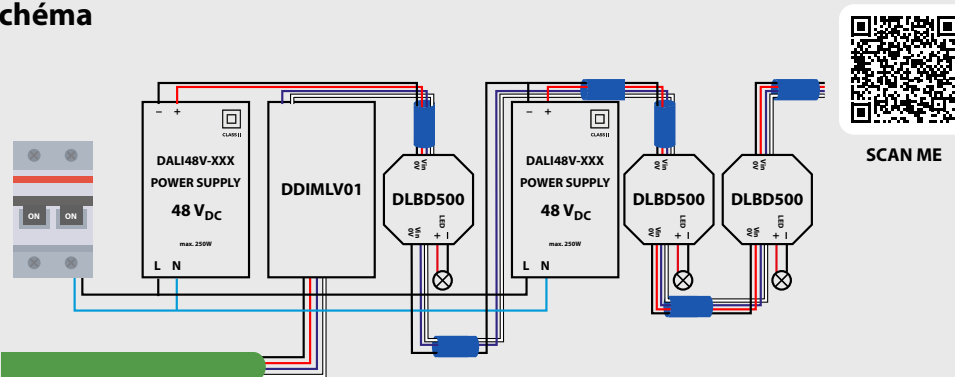 chéma
SCAN ME
ON ON
– +
CLASS II
DALI48V-XXX
POWER SUPPLY
48 VDC
max. 250W
L N
DDIMLV01
Vin
0V
DLBD500
Vin
0V
LED
+ –
– +
CLASS II
DALI48V-XXX
POWER SUPPLY
48 VDC
max. 250W
L N
Vin
0V
DLBD500
Vin
0V
LED
+ –
Vin
0V
DLBD500
Vin
0V
LED
+ –